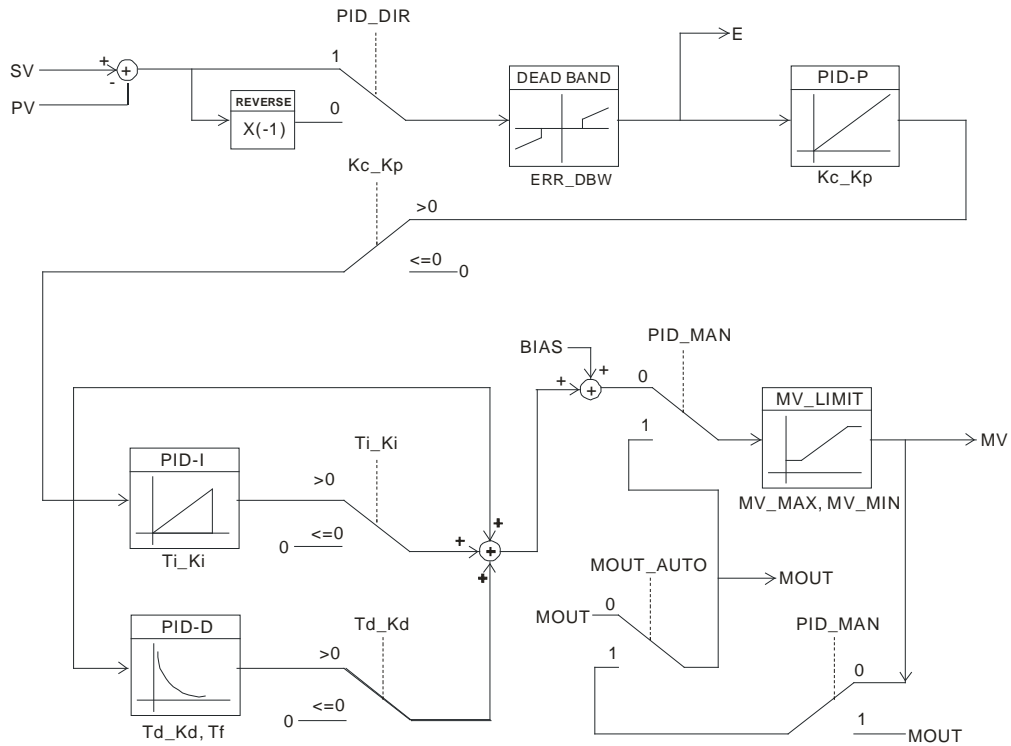 PID_DIR
SV
+
+
-
PV
1
REVERSE
X(-1)
0
DEAD BAND
ERR_DBW
E
PID-P
Kc_Kp
Kc_Kp
>0
<=0
0
BIAS
+
+
+
PID_MAN
0
1
MV_LIMIT
MV
MV_MAX, MV_MIN
PID-I
Ti_Ki
Ti_Ki
>0
0
<=0
+
+
+
+
MOUT_AUTO
MOUT
0
1
MOUT
PID-D
Td_Kd, Tf
Td_Kd
>0
0
<=0
PID_MAN
0
1
MOUT